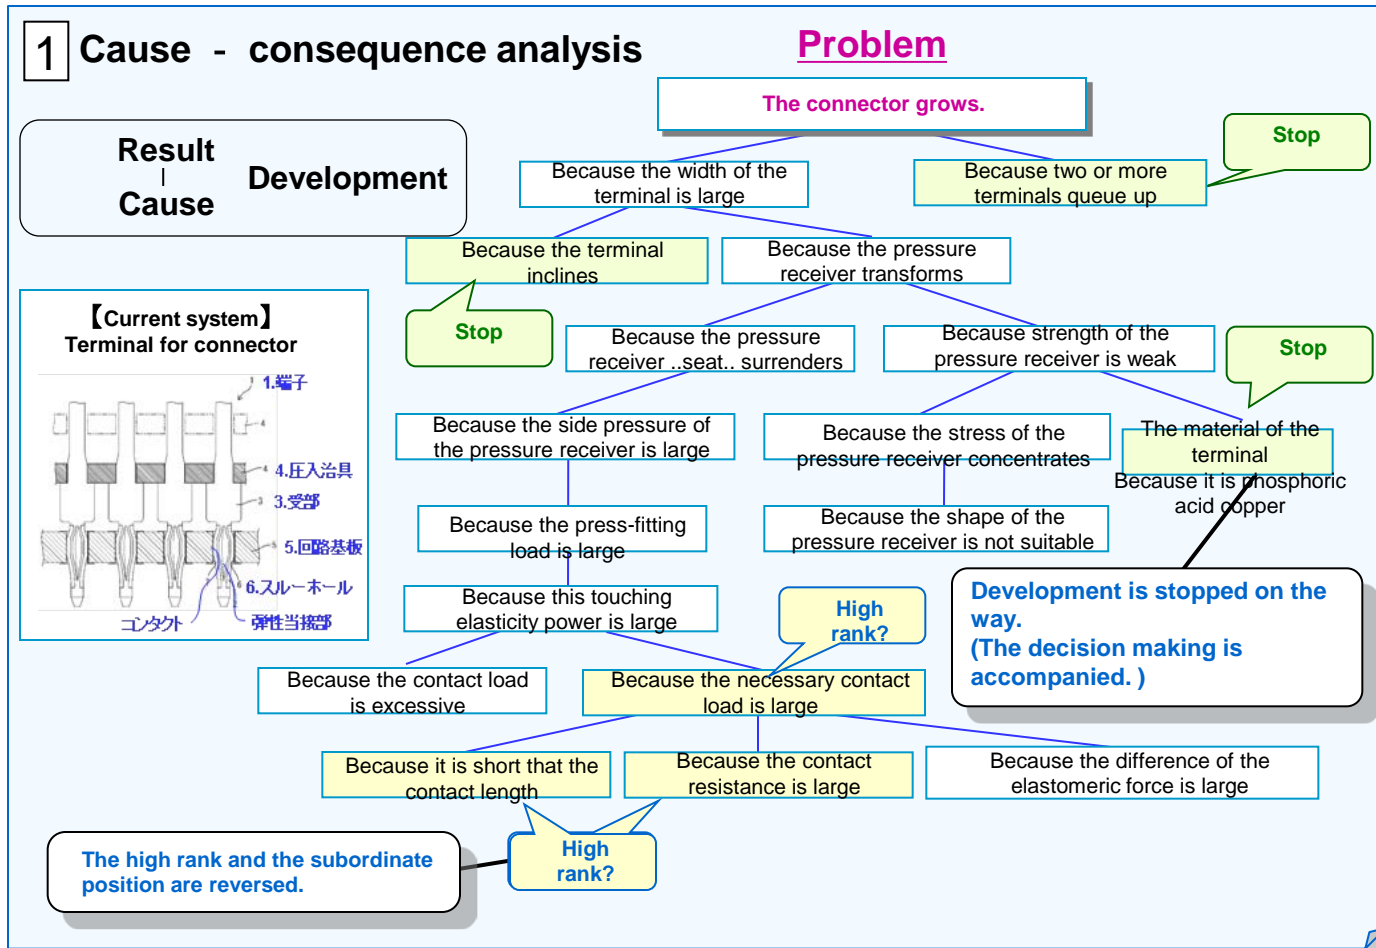 1 Cause - consequence analysis
Problem
The connector grows.
Result
Cause
Development
Stop
Because the width of the
terminal is large
Because two or more
terminals queue up
Because the terminal
inclines
Because the pressure
receiver transforms
Stop
Because the pressure
receiver ..seat.. surrenders
Because strength of the
pressure receiver is weak
Stop
【Current system】
Terminal for connector
1.端子
4.圧入治具
3.受部
5.回路基板
6.スルーホール
コンタクト
弾性当接部
Because the side pressure of
the pressure receiver is large
Because the stress of the
pressure receiver concentrates
The material of the
terminal
Because it is phosphoric
acid copper
Because the press-fitting
load is large
Because the shape of the
pressure receiver is not suitable
Because this touching
elasticity power is large
High
rank?
Development is stopped on the
way.
(The decision making is
accompanied. )
Because the contact load
is excessive
Because the necessary contact
load is large
Because it is short that the
contact length
Because the contact
resistance is large
Because the difference of the
elastomeric force is large
The high rank and the subordinate
position are reversed.
High
rank?